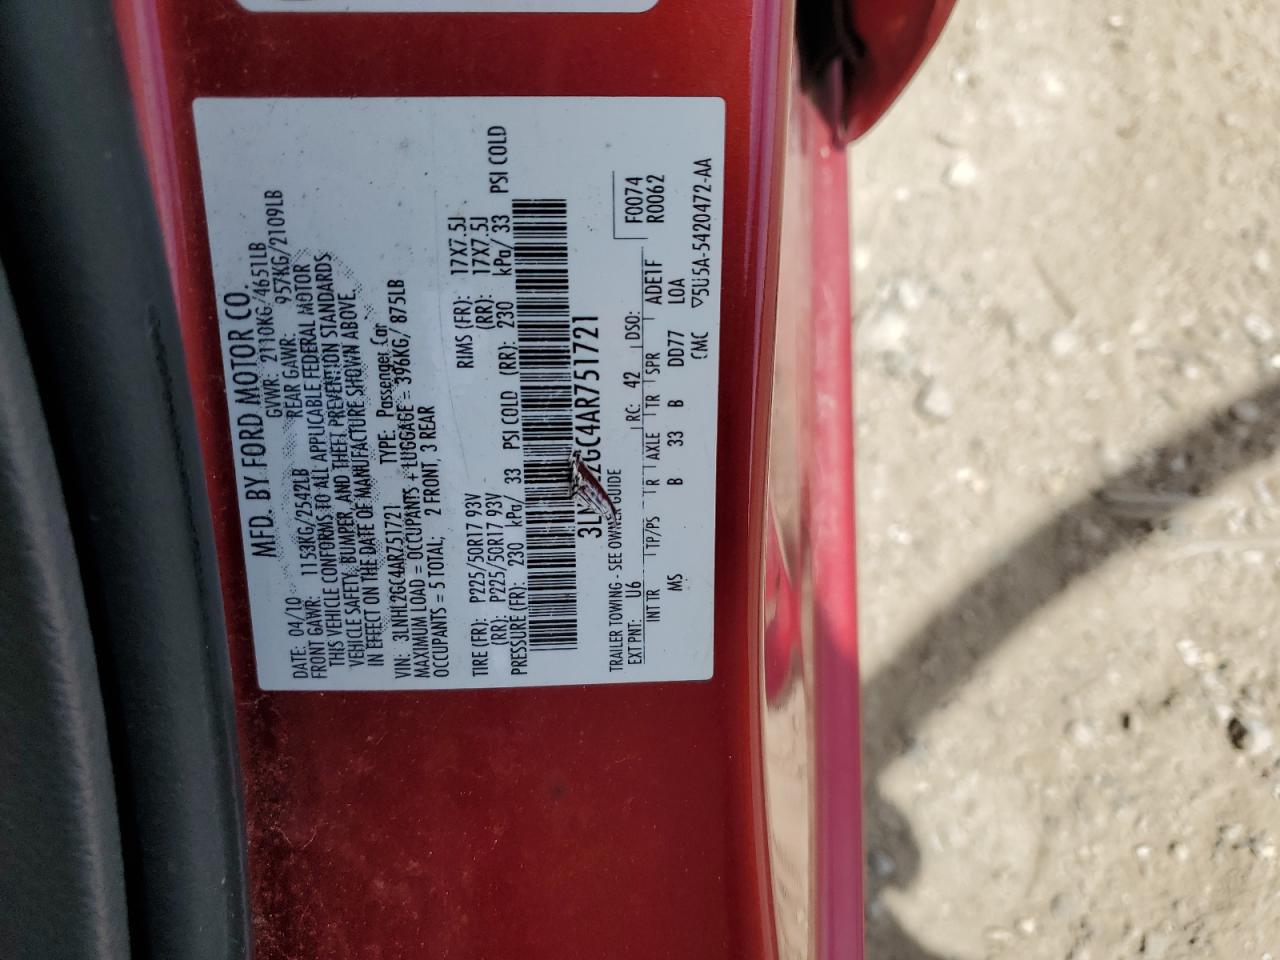 MFD. BY FORD MOTOR CO.
DATE: 04/10 GVWR: 2110KG/4651LB
FRONT GAWR: 1153KG/2542LB REAR GAWR: 957KG/2109LB
THIS VEHICLE CONFORMS TO ALL APPLICABLE FEDERAL MOTOR
VEHICLE SAFETY, BUMPER, AND THEFT PREVENTION STANDARDS
IN EFFECT ON THE DATE OF MANUFACTURE SHOWN ABOVE
VIN: 3LNHL2GC4AR751721 TYPE: Passenger Car
MAXIMUM LOAD = OCCUPANTS + LUGGAGE = 396KG/ 875LB
OCCUPANTS = 5 TOTAL; 2 FRONT, 3 REAR
TIRE (FR): P225/50R17 93V RIMS (FR): 17X7.5J
(RR): P225/50R17 93V (RR): 17X7.5J
PRESSURE (FR): 230 kPa/ 33 PSI COLD (RR): 230 kPa/ 33 PSI COLD
2GC4AR751721
TRAILER TOWING - SEE OWNER GUIDE F0074
EXT PNT: U6 RC: 42 DSO: R0062
INT TR TP/PS R AXLE TR SPR ADE1F
MS B 33 B DD77 LOA
CMC ▽5U5A-5420472-AA